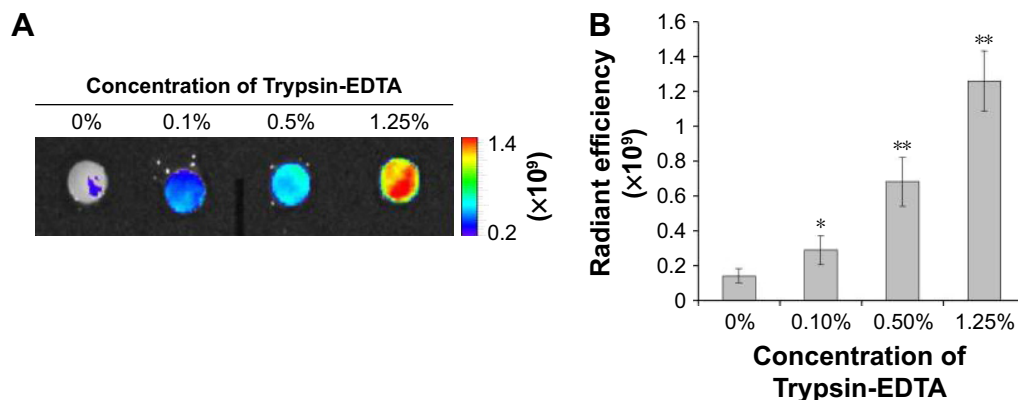 A
Concentration of Trypsin-EDTA
0% 0.1% 0.5% 1.25%
1.4
(×10⁹)
0.2
B
Radiant efficiency
(×10⁹)
1.6
1.4
1.2
1
0.8
0.6
0.4
0.2
0
*
**
**
0% 0.10% 0.50% 1.25%
Concentration of
Trypsin-EDTA